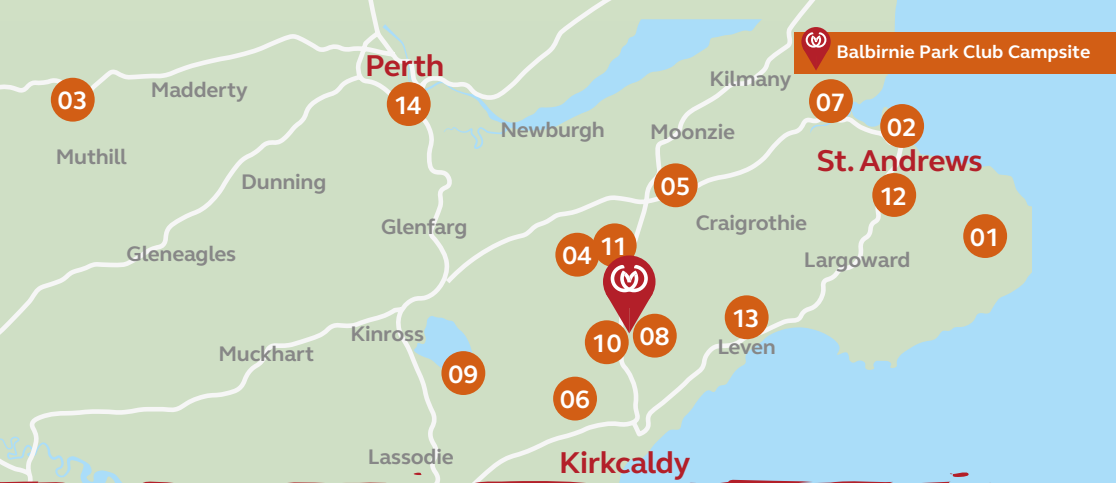 Balbirnie Park Club Campsite
Perth
Kilmany
03
Madderty
14
07
02
Newburgh
Moonzie
Muthill
St. Andrews
Dunning
05
12
Glenfarg
Craigrothie
01
Gleneagles
04
11
Largoward
Kinross
10
08
13
Leven
Muckhart
09
06
Lassodie
Kirkcaldy